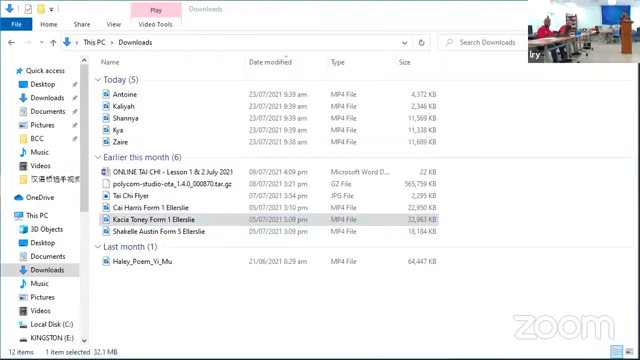 Play
Downloads
File
Home
Share
View
Video Tools
This PC
Downloads
Search Downloads
Iry
Name
Date modified
Type
Size
Quick access
Desktop
Downloads
Documents
Pictures
BCC
Music
Videos
汉语桥选手视频
OneDrive
This PC
3D Objects
Desktop
Documents
Downloads
Music
Pictures
Videos
Local Disk (C:)
KINGSTON (E:)
Today (5)
Antoine 23/07/2021 9:39 am MP4 File 4,372 KB
Kaliyah 23/07/2021 9:39 am MP4 File 2,346 KB
Shannya 23/07/2021 9:39 am MP4 File 11,569 KB
Kya 23/07/2021 9:39 am MP4 File 11,338 KB
Zaire 23/07/2021 9:38 am MP4 File 11,689 KB
Earlier this month (6)
ONLINE TAI CHI - Lesson 1 & 2 July 2021 09/07/2021 4:09 pm Microsoft Word D... 22 KB
polycom-studio-ota_1.4.0_000870.tar.gz 08/07/2021 3:21 pm GZ File 565,759 KB
Tai Chi Flyer 05/07/2021 3:54 pm JPG File 2,295 KB
Cai Harris Form 1 Ellerslie 05/07/2021 3:10 pm MP4 File 22,950 KB
Kacia Toney Form 1 Ellerslie 05/07/2021 3:09 pm MP4 File 32,963 KB
Shakelle Austin Form 5 Ellerslie 05/07/2021 3:09 pm MP4 File 18,184 KB
Last month (1)
Haley_Poem_Yi_Mu 21/06/2021 8:29 am MP4 File 64,447 KB
12 items 1 item selected 32.1 MB
zoom